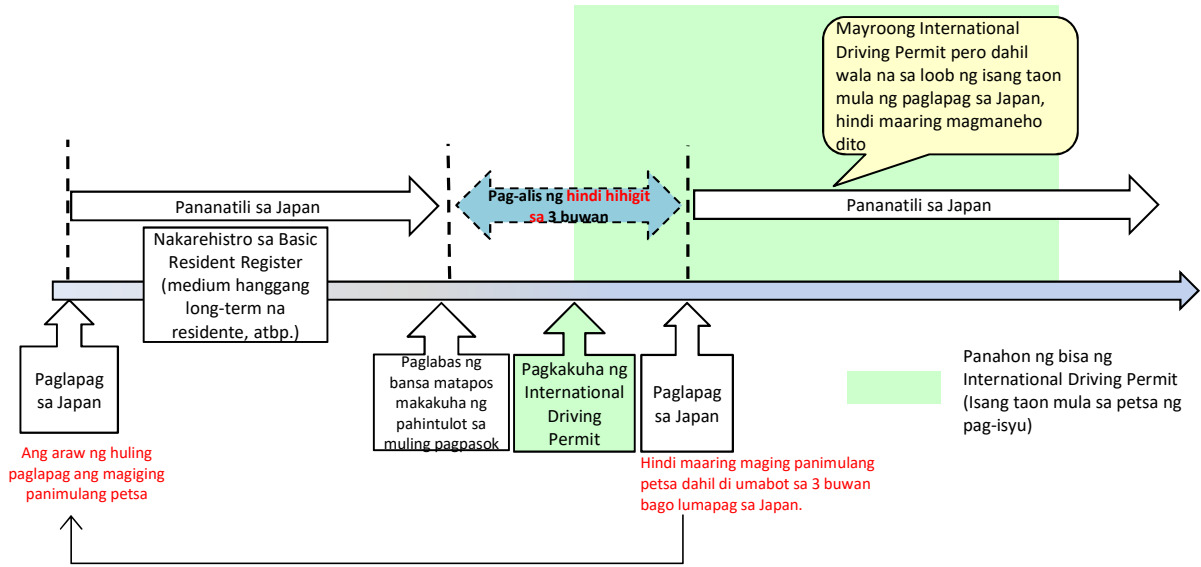 Mayroong International
Driving Permit pero dahil
wala na sa loob ng isang taon
mula ng paglapag sa Japan,
hindi maaring magmaneho
dito
Pananatili sa Japan
Pag-alis ng hindi hihigit
sa 3 buwan
Pananatili sa Japan
Nakarehistro sa Basic
Resident Register
(medium hanggang
long-term na
residente, atbp.)
Paglapag
sa Japan
Paglabas ng
bansa matapos
makakuha ng
pahintulot sa
muling pagpasok
Pagkakuha ng
International
Driving
Permit
Paglapag
sa Japan
Panahon ng bisa ng
International Driving Permit
(Isang taon mula sa petsa ng
pag-isyu)
Ang araw ng huling
paglapag ang magiging
panimulang petsa
Hindi maaring maging panimulang
petsa dahil di umabot sa 3 buwan
bago lumapag sa Japan.